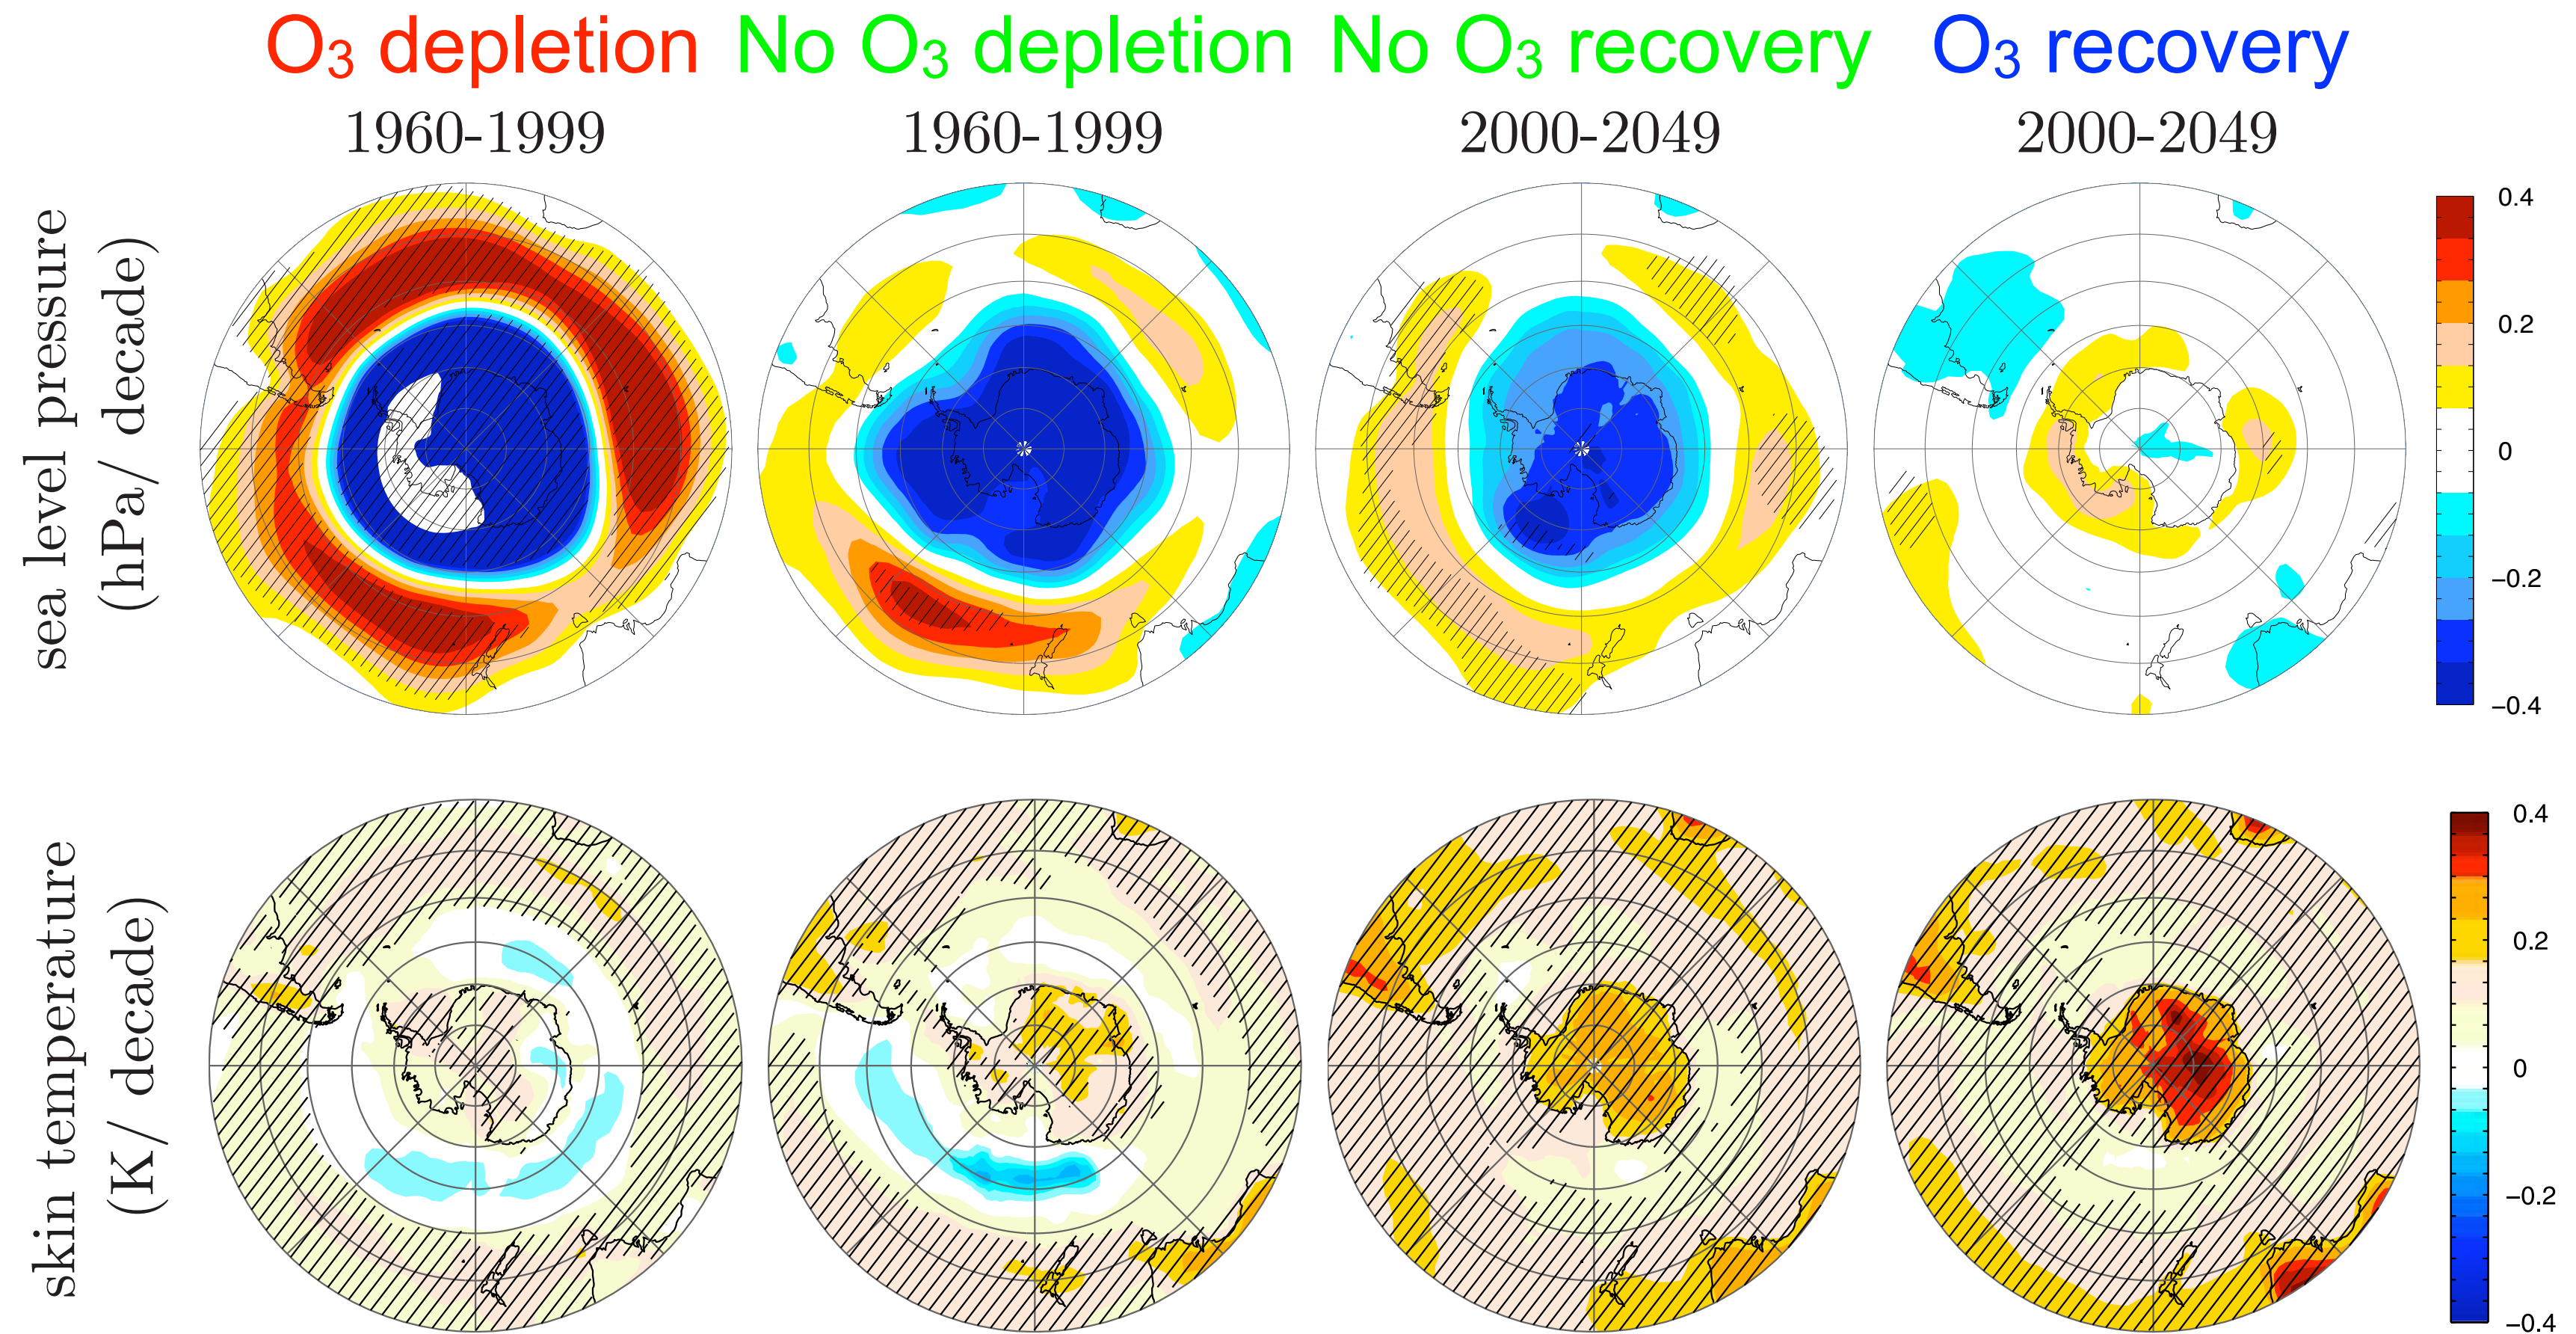 O₃ depletion No O₃ depletion No O₃ recovery O₃ recovery
1960-1999 1960-1999 2000-2049 2000-2049
sea level pressure
(hPa/ decade)
0.4
0.2
0
−0.2
−0.4
skin temperature
(K/ decade)
0.4
0.2
0
−0.2
−0.4